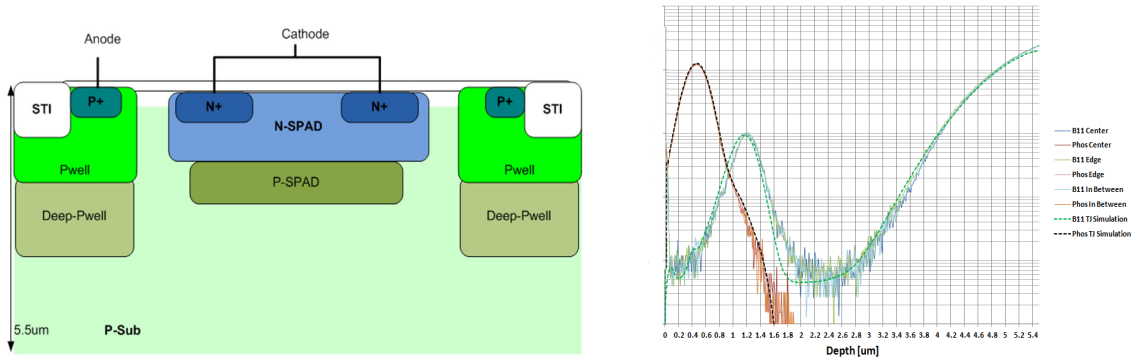 Anode
Cathode
STI
P+
N+
N+
P+
STI
N-SPAD
Pwell
P-SPAD
Pwell
Deep-Pwell
Deep-Pwell
5.5um
P-Sub
0 0.2 0.4 0.6 0.8 1 1.2 1.4 1.6 1.8 2 2.2 2.4 2.6 2.8 3 3.2 3.4 3.6 3.8 4 4.2 4.4 4.6 4.8 5 5.2 5.4
Depth [um]
B11 Center
Phos Center
B11 Edge
Phos Edge
B11 In Between
Phos In Between
B11 TJ Simulation
Phos TJ Simulation